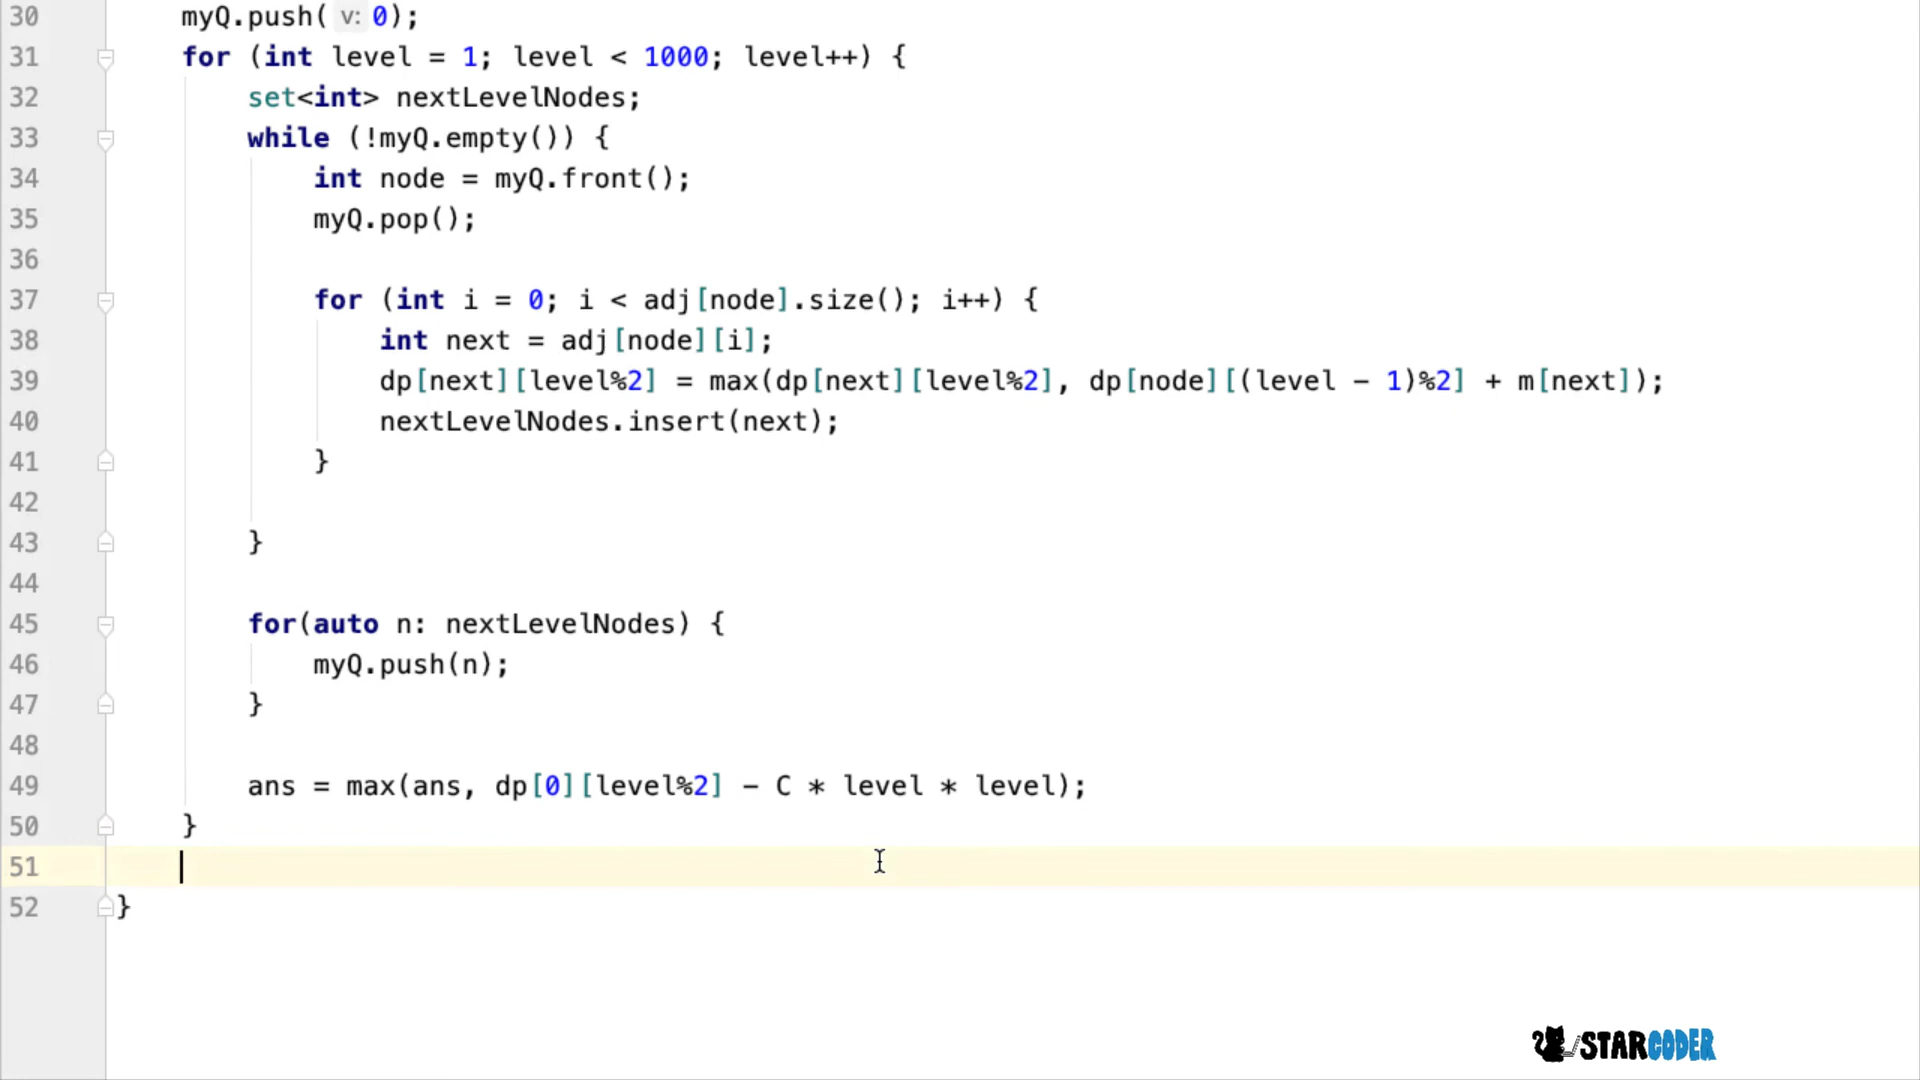 30 myQ.push( v: 0);
31 for (int level = 1; level < 1000; level++) {
32 set<int> nextLevelNodes;
33 while (!myQ.empty()) {
34 int node = myQ.front();
35 myQ.pop();
36
37 for (int i = 0; i < adj[node].size(); i++) {
38 int next = adj[node][i];
39 dp[next][level%2] = max(dp[next][level%2], dp[node][(level - 1)%2] + m[next]);
40 nextLevelNodes.insert(next);
41 }
42
43 }
44
45 for(auto n: nextLevelNodes) {
46 myQ.push(n);
47 }
48
49 ans = max(ans, dp[0][level%2] - C * level * level);
50 }
51
52 }
STARCODER